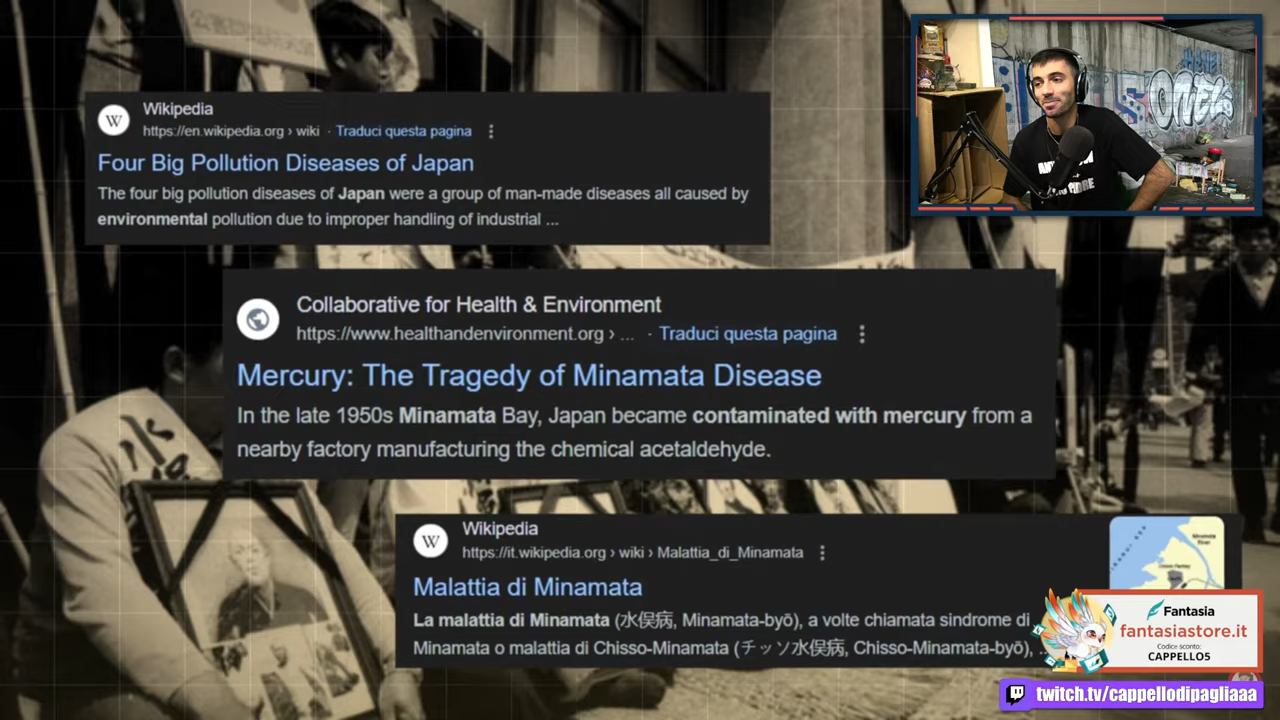 Wikipedia
https://en.wikipedia.org › wiki · Traduci questa pagina
Four Big Pollution Diseases of Japan
The four big pollution diseases of Japan were a group of man-made diseases all caused by
environmental pollution due to improper handling of industrial ...
Collaborative for Health & Environment
https://www.healthandenvironment.org › ... · Traduci questa pagina
Mercury: The Tragedy of Minamata Disease
In the late 1950s Minamata Bay, Japan became contaminated with mercury from a
nearby factory manufacturing the chemical acetaldehyde.
Wikipedia
https://it.wikipedia.org › wiki › Malattia_di_Minamata
Malattia di Minamata
La malattia di Minamata (水俣病, Minamata-byō), a volte chiamata sindrome di
Minamata o malattia di Chisso-Minamata (チッソ水俣病, Chisso-Minamata-byō), ...
Fantasia
fantasiastore.it
Codice sconto:
CAPPELLO5
twitch.tv/cappellodipagliaaa